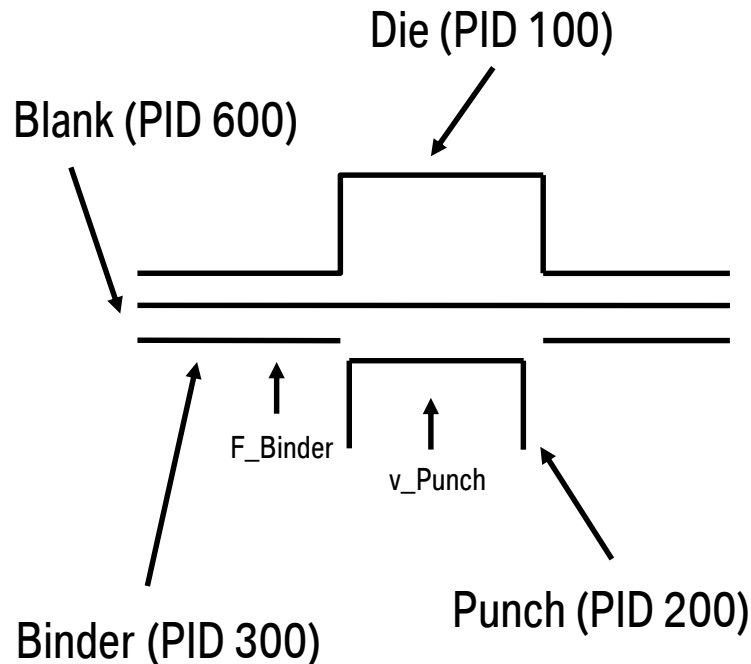 Die (PID 100)
Blank (PID 600)
F_Binder
v_Punch
Punch (PID 200)
Binder (PID 300)